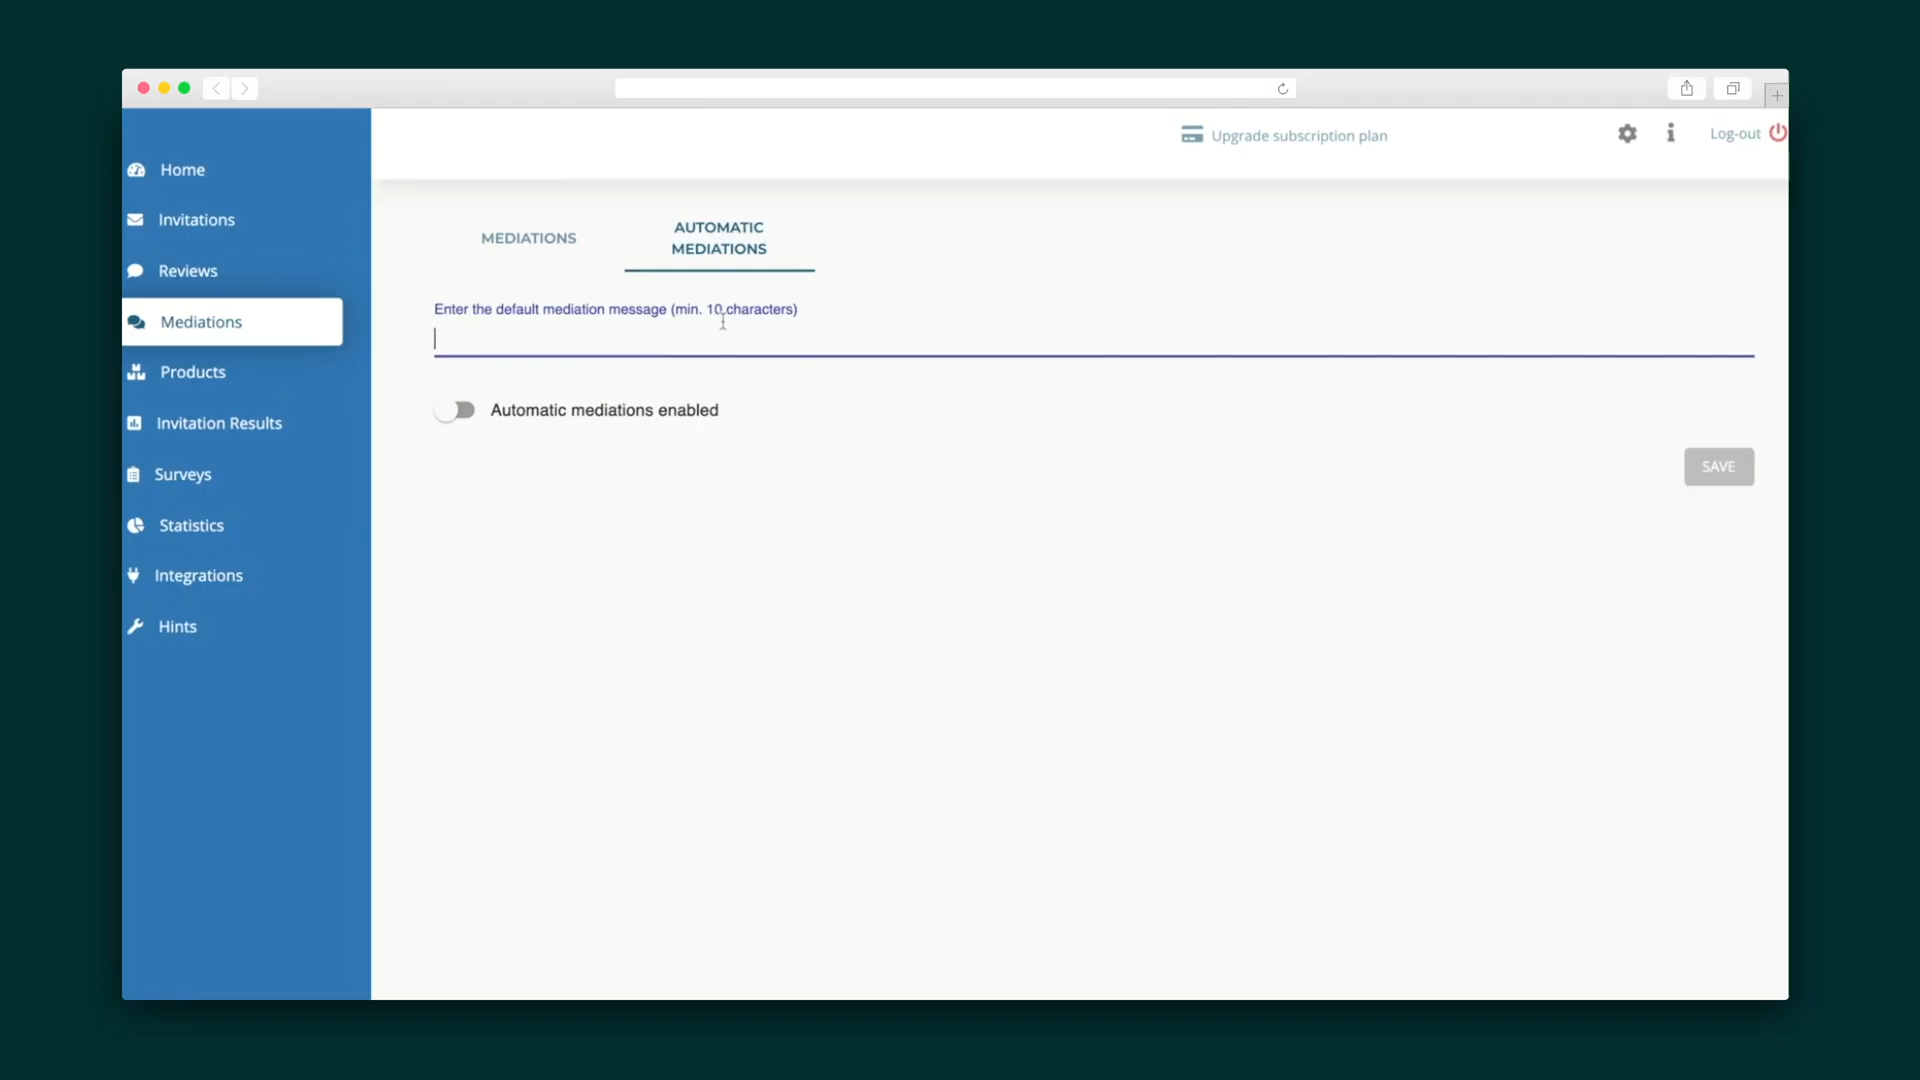 Upgrade subscription plan
Log-out
Home
Invitations
Reviews
Mediations
Products
Invitation Results
Surveys
Statistics
Integrations
Hints
MEDIATIONS
AUTOMATIC
MEDIATIONS
Enter the default mediation message (min. 10 characters)
Automatic mediations enabled
SAVE